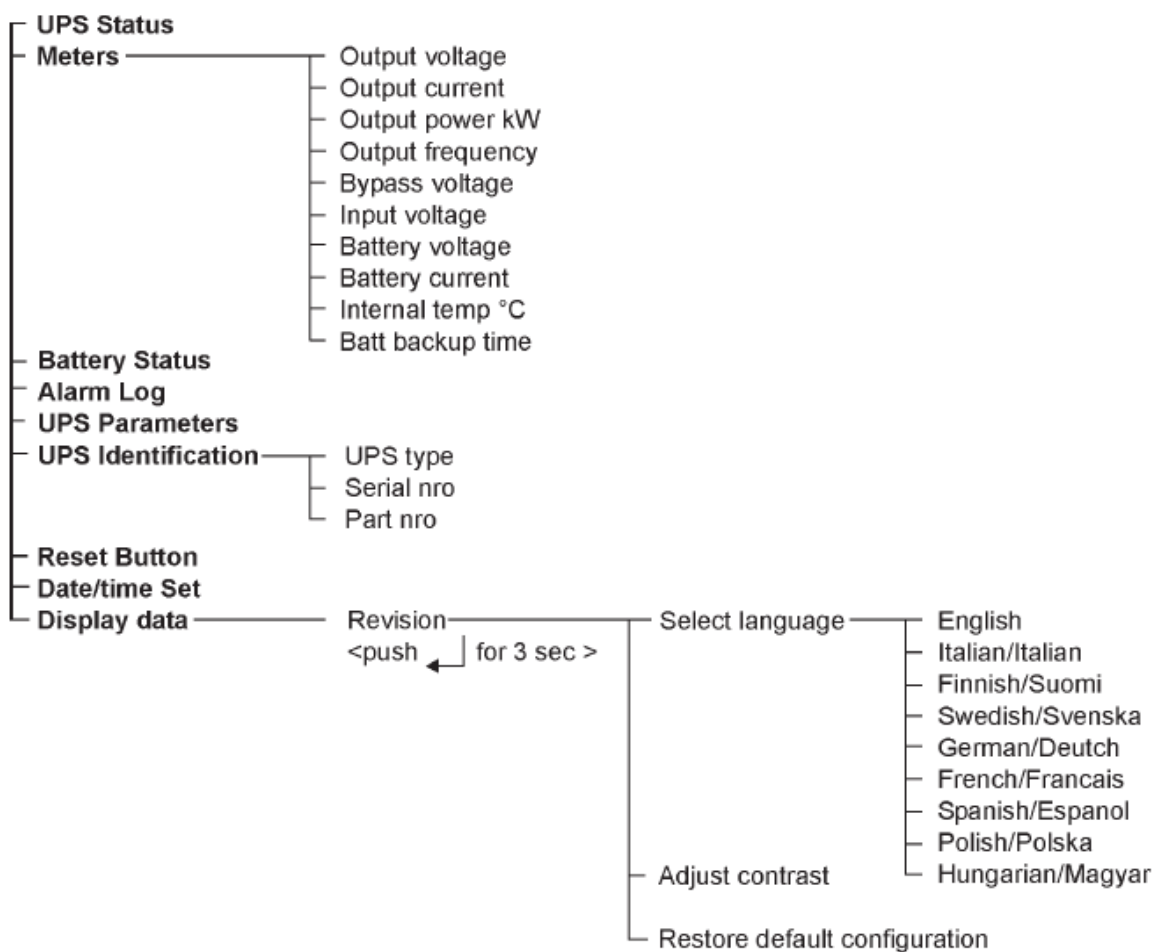 UPS Status
Meters
Output voltage
Output current
Output power kW
Output frequency
Bypass voltage
Input voltage
Battery voltage
Battery current
Internal temp °C
Batt backup time
Battery Status
Alarm Log
UPS Parameters
UPS Identification
UPS type
Serial nro
Part nro
Reset Button
Date/time Set
Display data
Revision
<push for 3 sec >
Select language
English
Italian/Italian
Finnish/Suomi
Swedish/Svenska
German/Deutch
French/Francais
Spanish/Espanol
Polish/Polska
Hungarian/Magyar
Adjust contrast
Restore default configuration